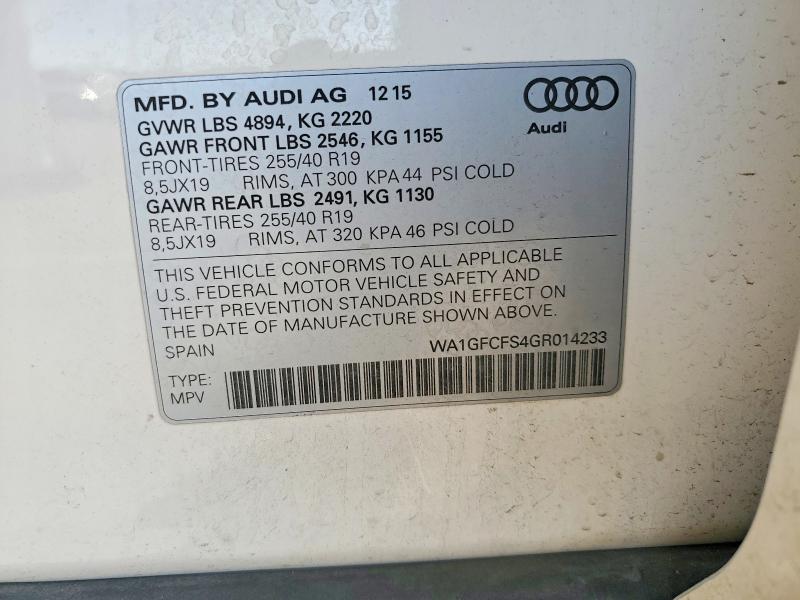 MFD. BY AUDI AG 12 15
Audi
GVWR LBS 4894, KG 2220
GAWR FRONT LBS 2546, KG 1155
FRONT-TIRES 255/40 R19
8,5JX19 RIMS, AT 300 KPA 44 PSI COLD
GAWR REAR LBS 2491, KG 1130
REAR-TIRES 255/40 R19
8,5JX19 RIMS, AT 320 KPA 46 PSI COLD
THIS VEHICLE CONFORMS TO ALL APPLICABLE
U.S. FEDERAL MOTOR VEHICLE SAFETY AND
THEFT PREVENTION STANDARDS IN EFFECT ON
THE DATE OF MANUFACTURE SHOWN ABOVE.
SPAIN WA1GFCFS4GR014233
TYPE:
MPV